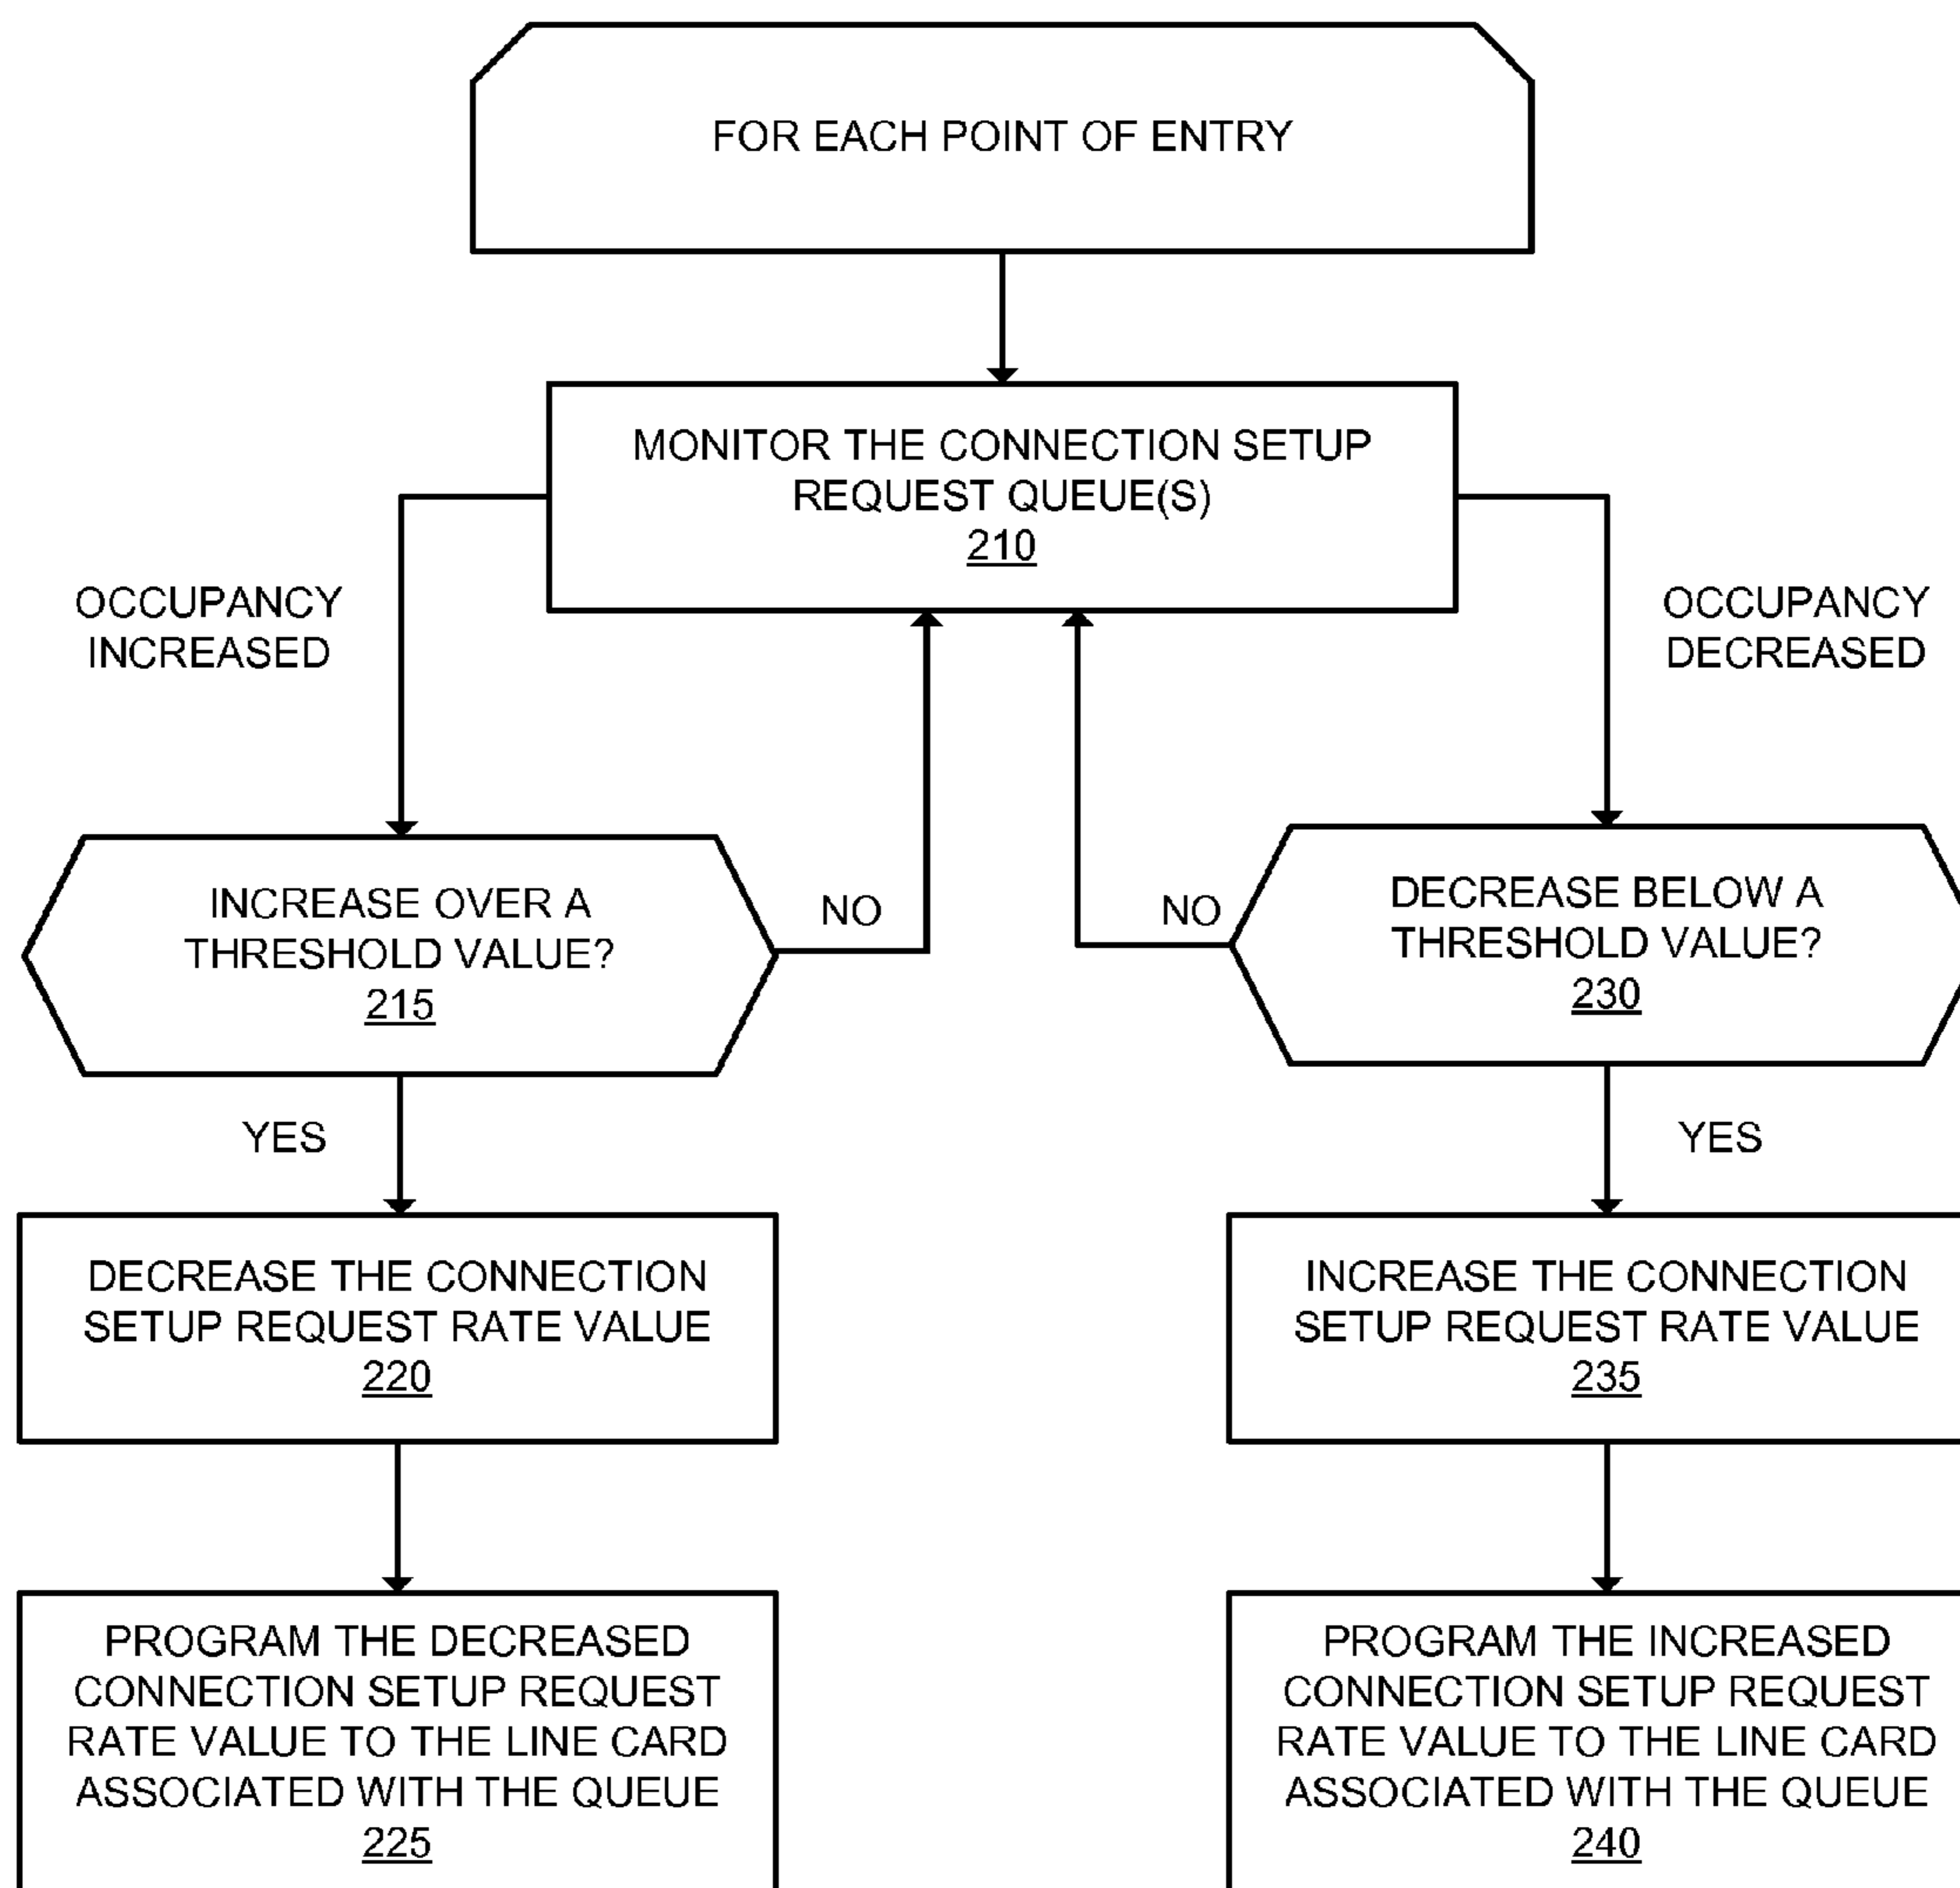 FOR EACH POINT OF ENTRY
MONITOR THE CONNECTION SETUP
REQUEST QUEUE(S)
210
OCCUPANCY
INCREASED
OCCUPANCY
DECREASED
INCREASE OVER A
THRESHOLD VALUE?
215
NO
NO
DECREASE BELOW A
THRESHOLD VALUE?
230
YES
YES
DECREASE THE CONNECTION
SETUP REQUEST RATE VALUE
220
INCREASE THE CONNECTION
SETUP REQUEST RATE VALUE
235
PROGRAM THE DECREASED
CONNECTION SETUP REQUEST
RATE VALUE TO THE LINE CARD
ASSOCIATED WITH THE QUEUE
225
PROGRAM THE INCREASED
CONNECTION SETUP REQUEST
RATE VALUE TO THE LINE CARD
ASSOCIATED WITH THE QUEUE
240